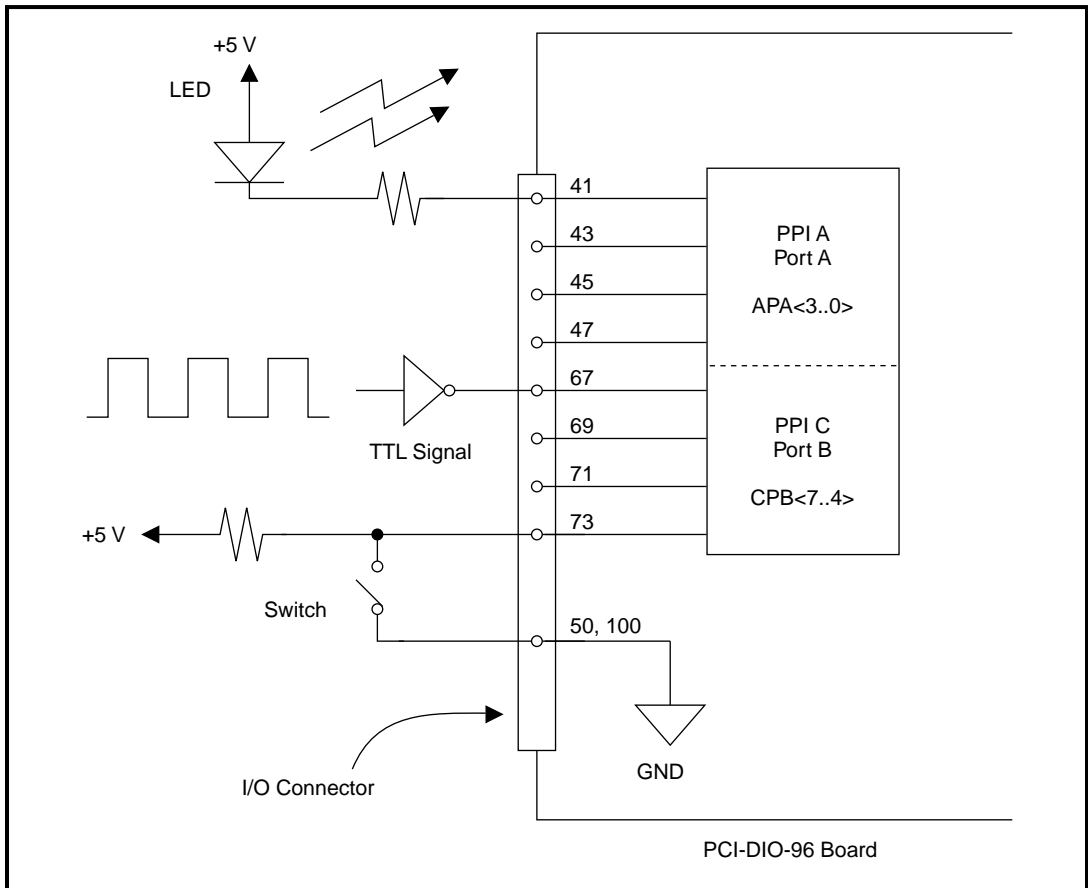 +5 V
LED
41
43
45
47
67
69
71
73
50, 100
PPI A
Port A
APA<3..0>
PPI C
Port B
CPB<7..4>
TTL Signal
+5 V
Switch
I/O Connector
GND
PCI-DIO-96 Board